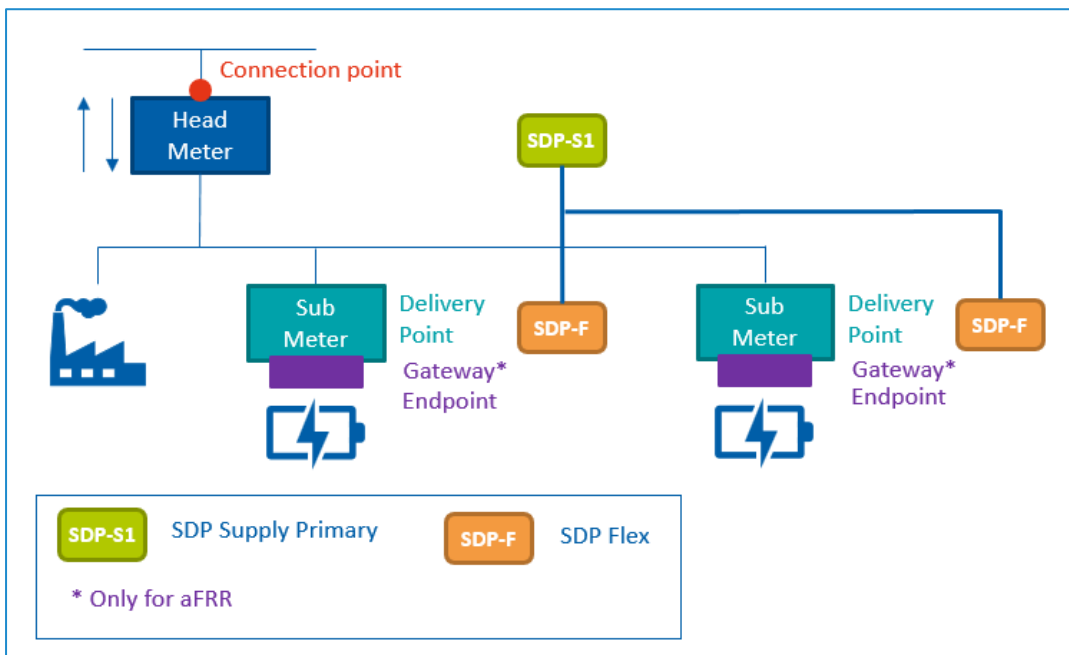 Connection point
Head
Meter
SDP-S1
Sub
Meter
Delivery
Point
SDP-F
Gateway*
Endpoint
Sub
Meter
Delivery
Point
SDP-F
Gateway*
Endpoint
SDP-S1 SDP Supply Primary
SDP-F SDP Flex
* Only for aFRR